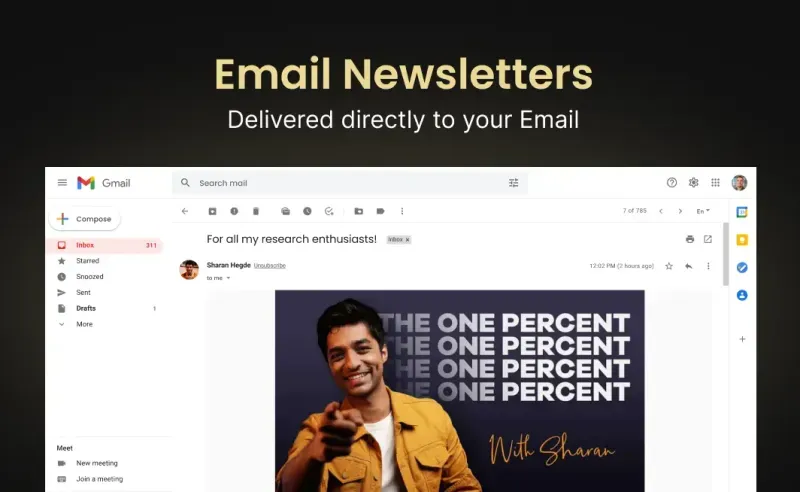 Email Newsletters
Delivered directly to your Email
Gmail
Search mail
Compose
7 of 785
En
Inbox 311
Starred
Snoozed
Sent
Drafts 1
More
For all my research enthusiasts! Inbox x
Sharan Hegde Unsubscribe
to me
12:02 PM (2 hours ago)
THE ONE PERCENT
THE ONE PERCENT
THE ONE PERCENT
THE ONE PERCENT
With Sharan
Meet
New meeting
Join a meeting